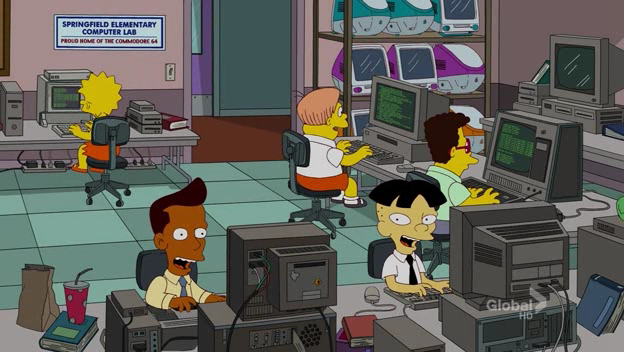 SPRINGFIELD ELEMENTARY
COMPUTER LAB
PROUD HOME OF THE COMMODORE 64
Global
HD